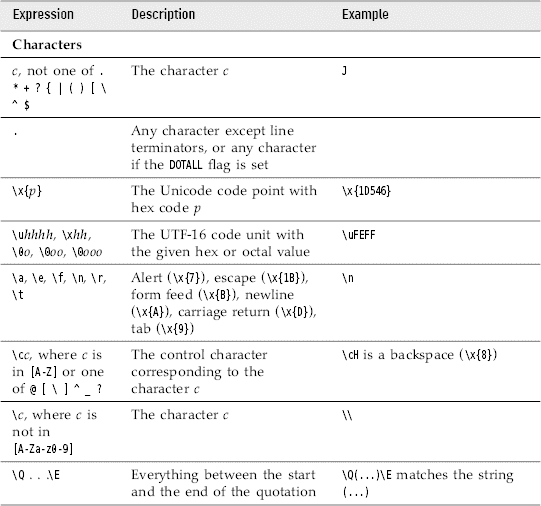 Expression Description Example
Characters
c, not one of . The character c J
* + ? { | ( ) [ \
^ $
. Any character except line
terminators, or any character
if the DOTALL flag is set
\x{p} The Unicode code point with \x{1D546}
hex code p
\uhhhh, \xhh, The UTF-16 code unit with \uFEFF
\0o, \0oo, \0ooo the given hex or octal value
\a, \e, \f, \n, \r, Alert (\x{7}), escape (\x{1B}), \n
\t form feed (\x{B}), newline
(\x{A}), carriage return (\x{D}),
tab (\x{9})
\cc, where c is The control character \cH is a backspace (\x{8})
in [A-Z] or one corresponding to the
of @ [ \ ] ^ _ ? character c
\c, where c is The character c \\
not in
[A-Za-z0-9]
\Q . . .\E Everything between the start \Q(...)\E matches the string
and the end of the quotation (...)